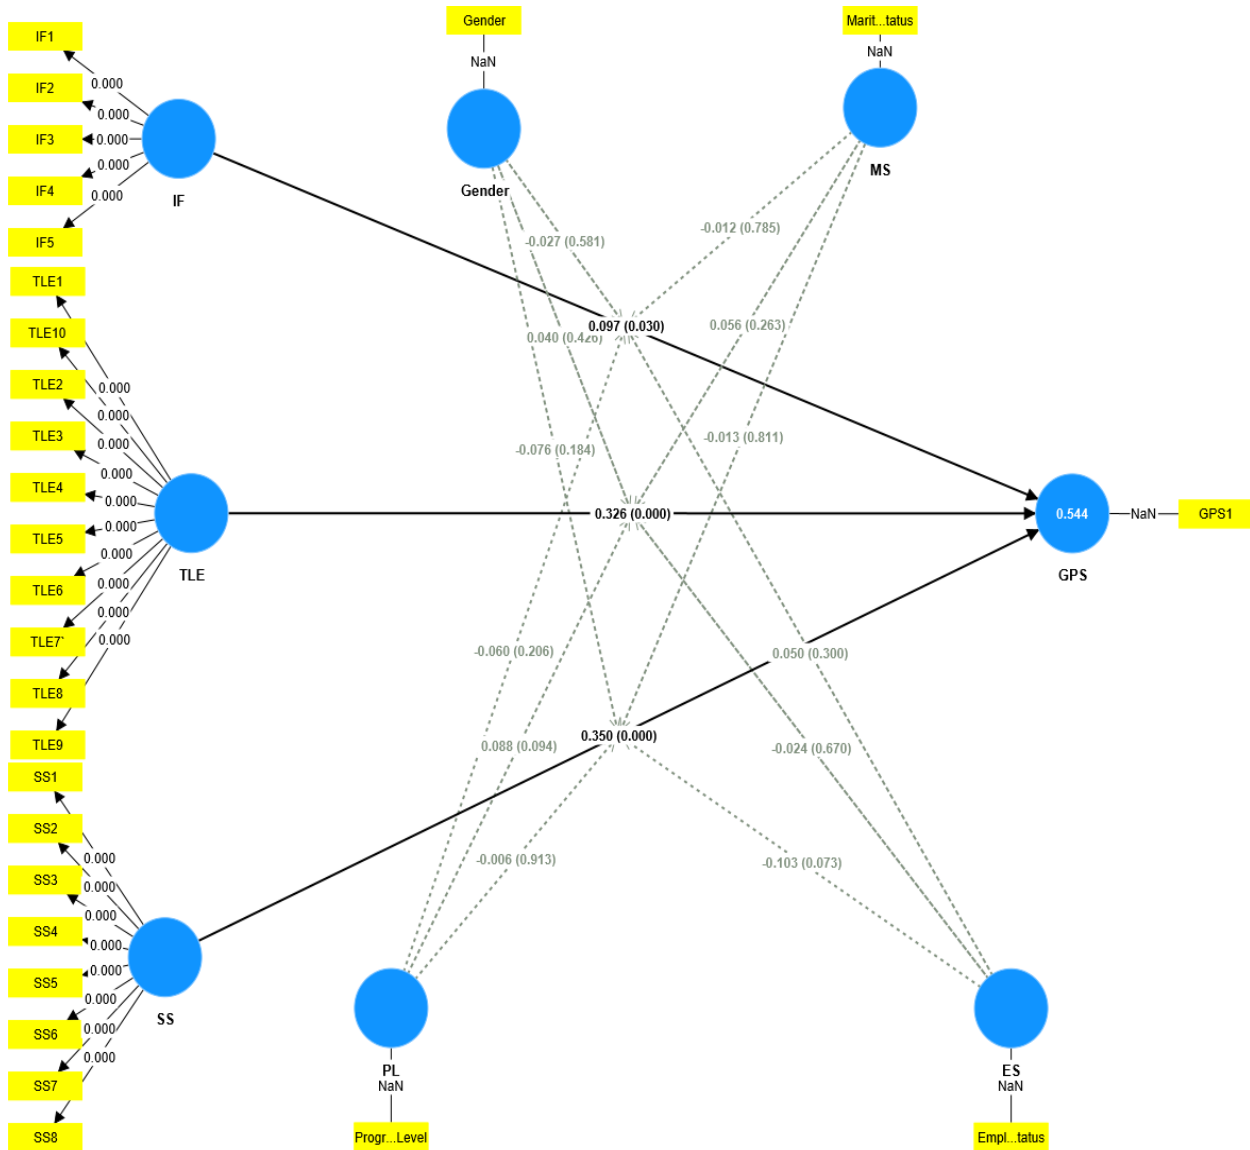 Gender
Marit...tatus
IF1
NaN
NaN
0.000
IF2
0.000
IF3
0.000
0.000
IF4
0.000
IF
Gender
MS
IF5
-0.027 (0.581)
-0.012 (0.785)
TLE1
0.097 (0.030)
0.056 (0.263)
TLE10
0.040 (0.426)
TLE2
0.000
TLE3
0.000
-0.013 (0.811)
0.000
-0.076 (0.184)
TLE4
0.000
0.000
0.326 (0.000)
0.544
NaN
GPS1
TLE5
0.000
0.000
TLE
GPS
TLE6
0.000
0.000
TLE7`
0.000
-0.060 (0.206)
0.050 (0.300)
TLE8
TLE9
0.350 (0.000)
0.088 (0.094)
-0.024 (0.670)
SS1
SS2
0.000
-0.006 (0.913)
-0.103 (0.073)
SS3
0.000
0.000
SS4
0.000
0.000
SS5
0.000
SS
SS6
0.000
0.000
PL
ES
SS7
NaN
NaN
SS8
Progr...Level
Empl...tatus